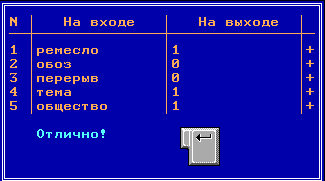 N На входе На выходе
1 ремесло 1 +
2 обоз 0 +
3 перерыв 0 +
4 тема 1 +
5 общество 1 +
Отлично!